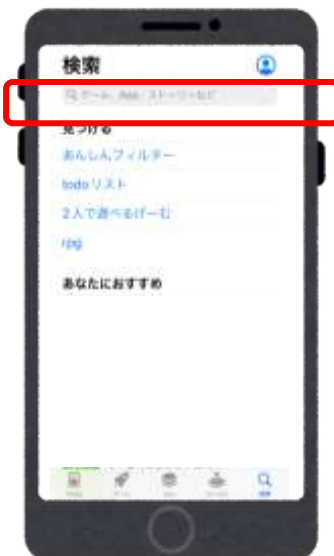 検索
ゲーム、App、ストーリーなど
見つける
あんしんフィルター
todoリスト
2人で遊べるげーむ
rpg
あなたにおすすめ
検索